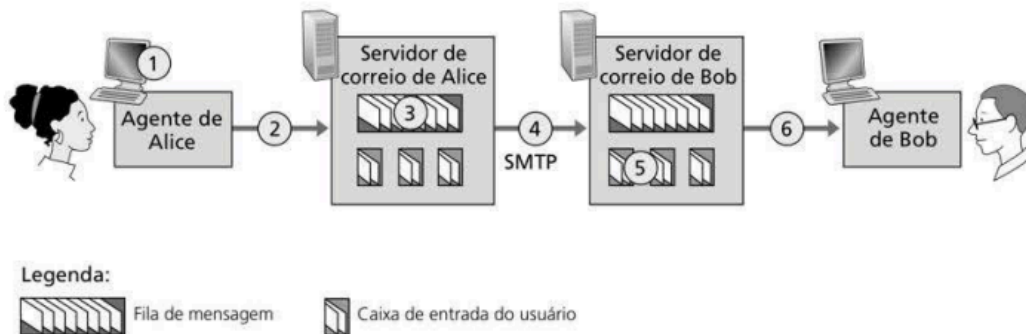 1
Agente de
Alice
2
Servidor de
correio de Alice
3
4
SMTP
Servidor de
correio de Bob
5
6
Agente
de Bob
Legenda:
Fila de mensagem
Caixa de entrada do usuário